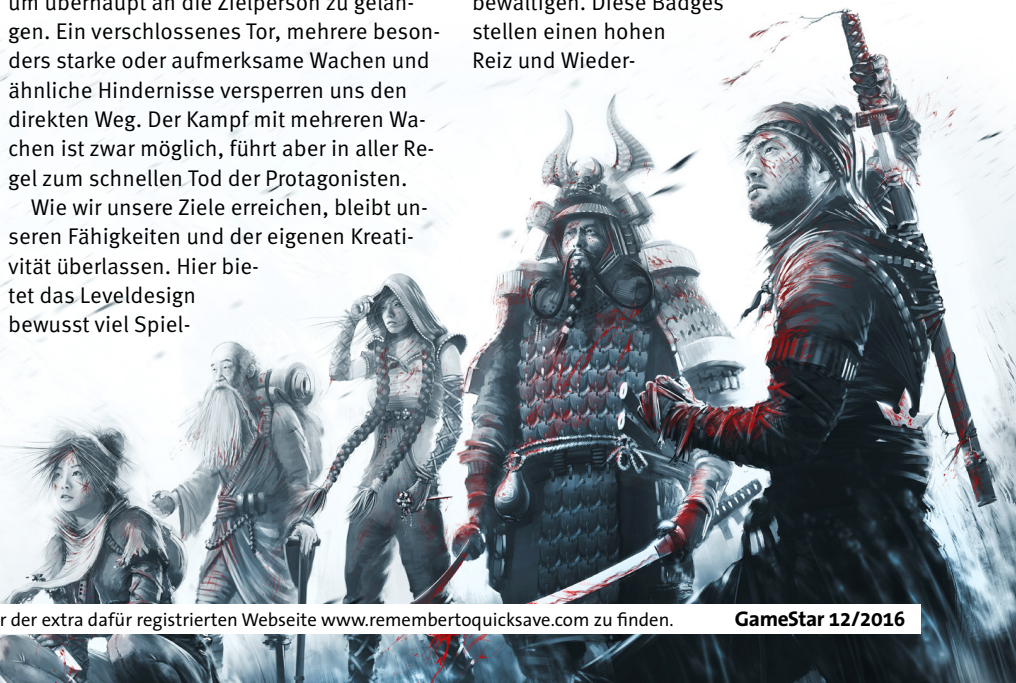 um überhaupt an die Zielperson zu gelan-
gen. Ein verschlossenes Tor, mehrere beson-
ders starke oder aufmerksame Wachen und
ähnliche Hindernisse versperren uns den
direkten Weg. Der Kampf mit mehreren Wa-
chen ist zwar möglich, führt aber in aller Re-
gel zum schnellen Tod der Protagonisten.
Wie wir unsere Ziele erreichen, bleibt un-
seren Fähigkeiten und der eigenen Kreati-
vität überlassen. Hier bie-
tet das Leveldesign
bewusst viel Spiel-
bewältigen. Diese Badges
stellen einen hohen
Reiz und Wieder-
r der extra dafür registrierten Webseite www.remembertoquicksave.com zu finden.
GameStar 12/2016